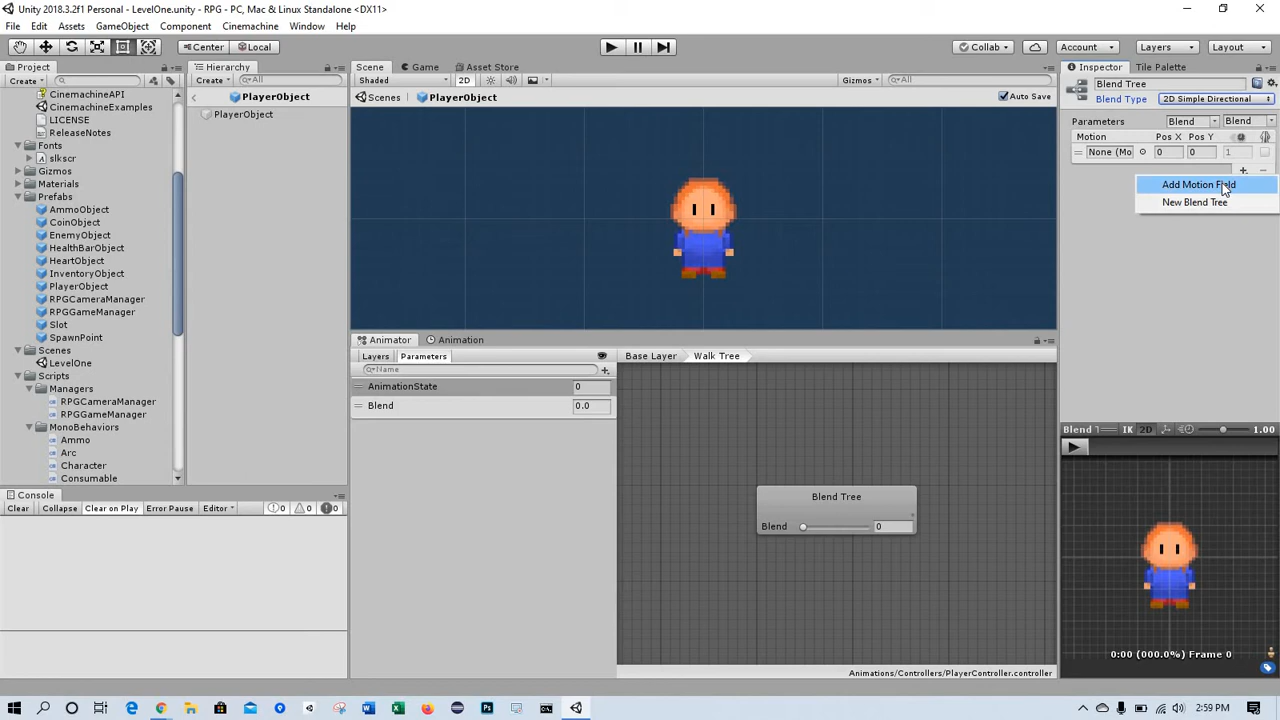 Unity 2018.3.2f1 Personal - LevelOne.unity - RPG - PC, Mac & Linux Standalone <DX11>
File Edit Assets GameObject Component Cinemachine Window Help
Center Local Collab Account Layers Layout
Project
Create
CinemachineAPI
CinemachineExamples
LICENSE
ReleaseNotes
Fonts
slkscr
Gizmos
Materials
Prefabs
AmmoObject
CoinObject
EnemyObject
HealthBarObject
HeartObject
InventoryObject
PlayerObject
RPGCameraManager
RPGGameManager
Slot
SpawnPoint
Scenes
LevelOne
Scripts
Managers
RPGCameraManager
RPGGameManager
MonoBehaviors
Ammo
Arc
Character
Consumable
Hierarchy
Create All
PlayerObject
PlayerObject
Scene Game Asset Store
Shaded 2D Gizmos All
Scenes PlayerObject Auto Save
Animator Animation
Layers Parameters Base Layer Walk Tree
Name
AnimationState 0
Blend 0.0
Blend Tree
Blend 0
Animations/Controllers/PlayerController.controller
Console
Clear Collapse Clear on Play Error Pause Editor 0 0 0
Inspector Tile Palette
Blend Tree
Blend Type 2D Simple Directional
Parameters Blend Blend
Motion Pos X Pos Y
None (Mo 0 0 1
Add Motion Field
New Blend Tree
Blend T IK 2D 1.00
0:00 (000.0%) Frame 0
2:59 PM